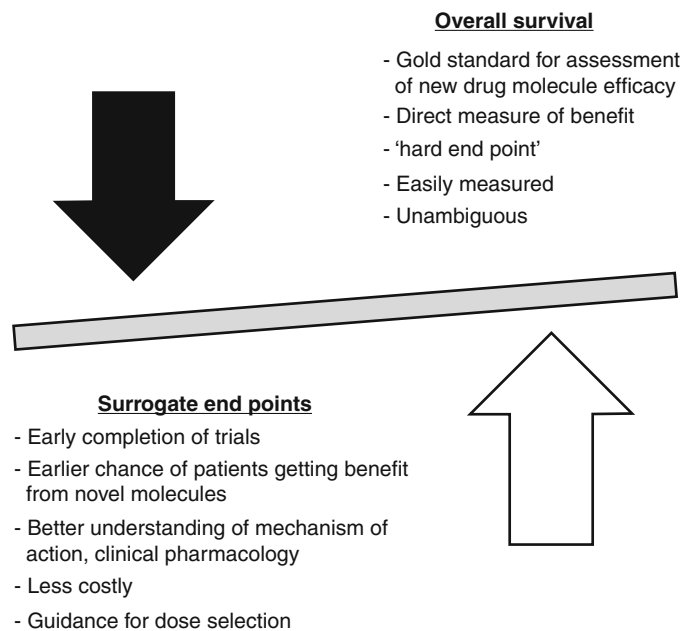 Overall survival
- Gold standard for assessment
of new drug molecule efficacy
- Direct measure of benefit
- ‘hard end point’
- Easily measured
- Unambiguous
Surrogate end points
- Early completion of trials
- Earlier chance of patients getting benefit
from novel molecules
- Better understanding of mechanism of
action, clinical pharmacology
- Less costly
- Guidance for dose selection